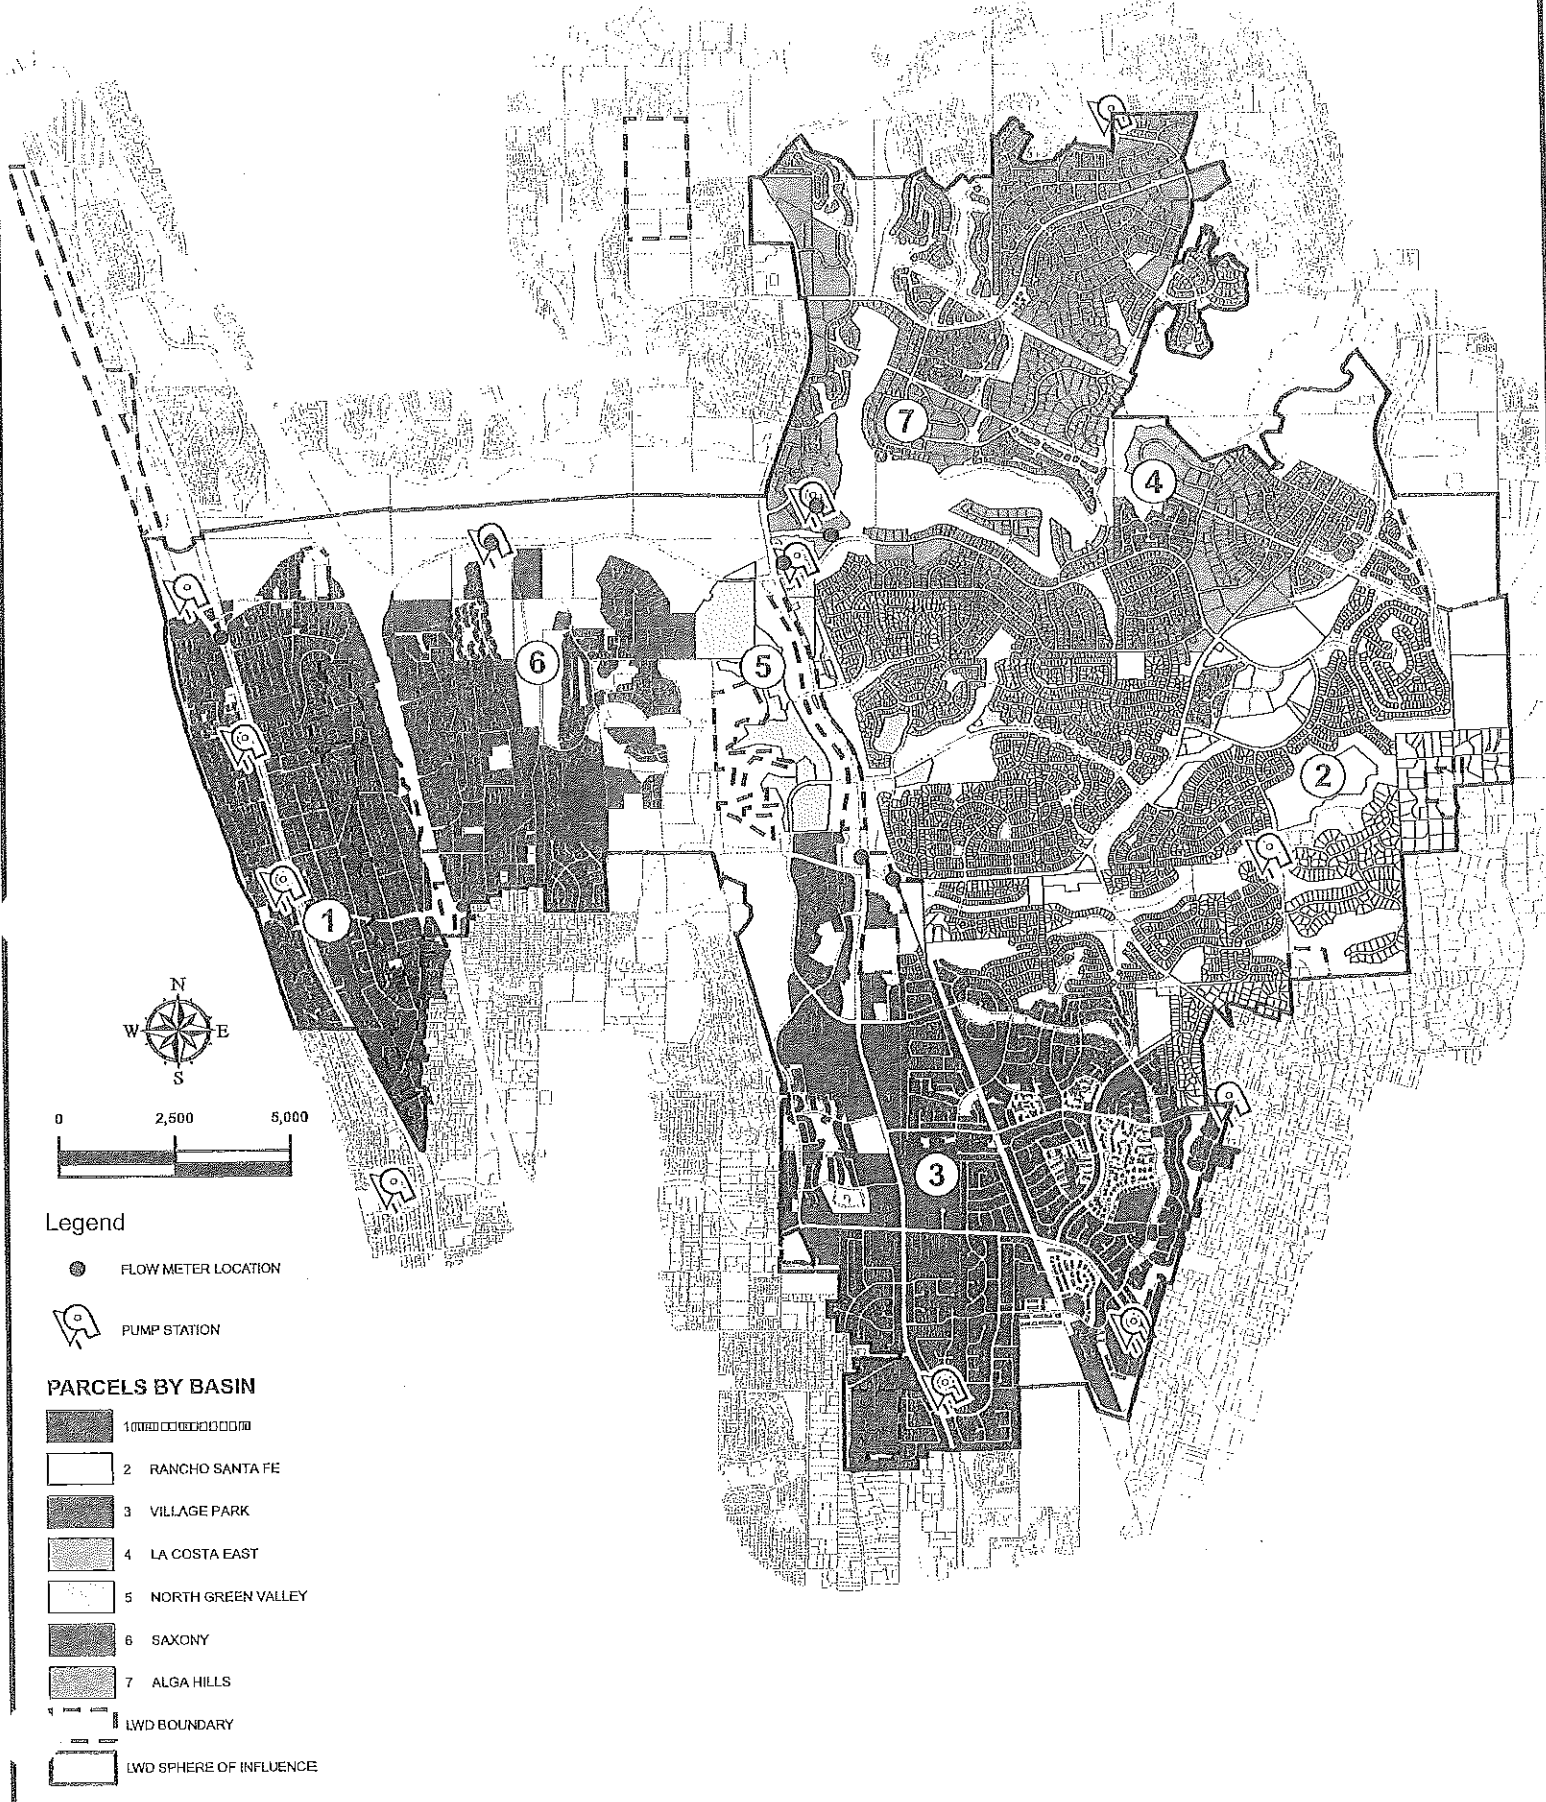 7
4
6
5
2
1
N
W E
S
3
0 2,500 5,000
Legend
FLOW METER LOCATION
PUMP STATION
PARCELS BY BASIN
1
2 RANCHO SANTA FE
3 VILLAGE PARK
4 LA COSTA EAST
5 NORTH GREEN VALLEY
6 SAXONY
7 ALGA HILLS
LWD BOUNDARY
LWD SPHERE OF INFLUENCE